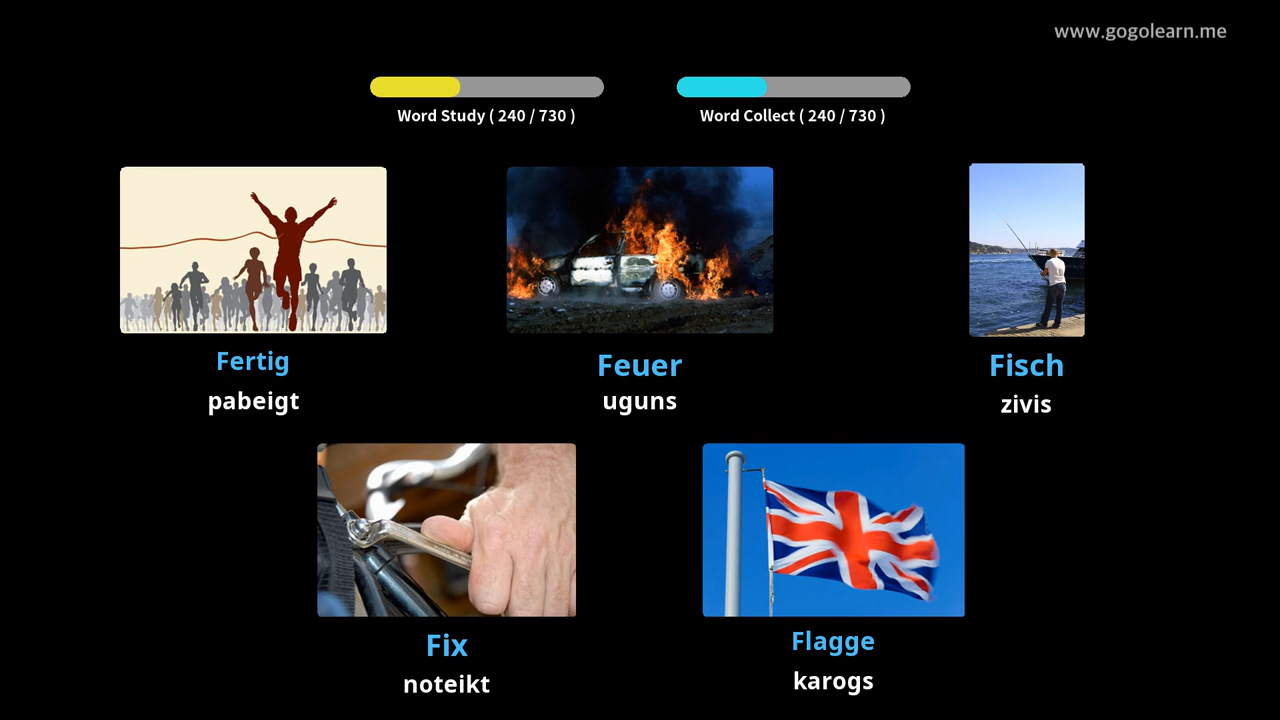 www.gogolearn.me
Word Study ( 240 / 730 )
Word Collect ( 240 / 730 )
Fertig
pabeigt
Feuer
uguns
Fisch
zivis
Fix
noteikt
Flagge
karogs